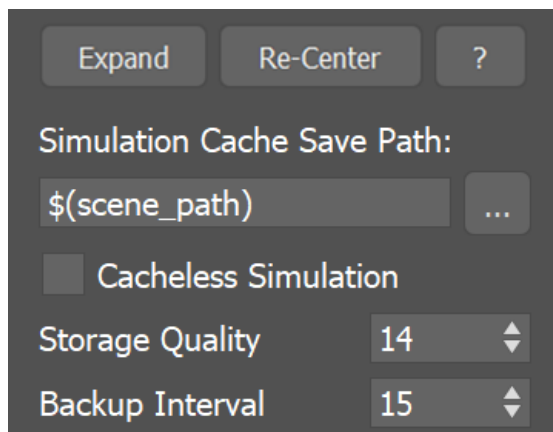 Expand Re-Center ?
Simulation Cache Save Path:
$(scene_path) ...
Cacheless Simulation
Storage Quality 14
Backup Interval 15